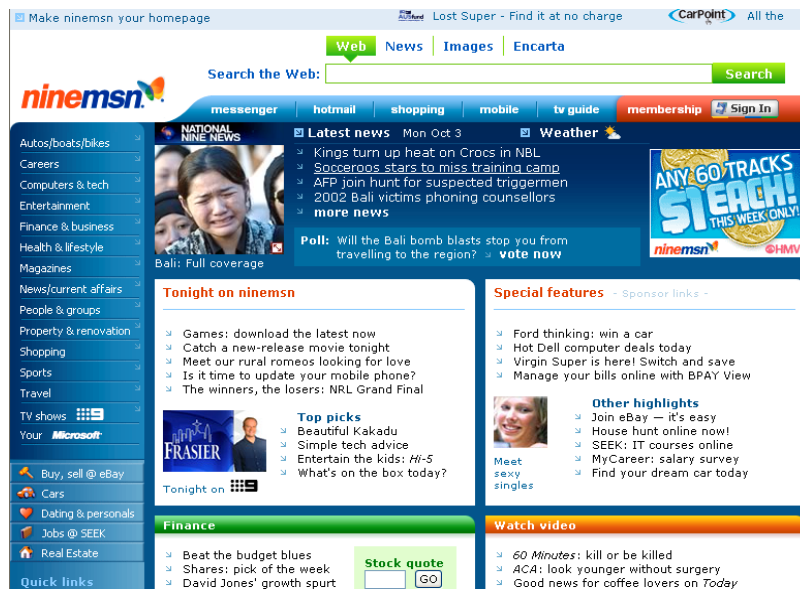 Make ninemsn your homepage
AUSfund Lost Super - Find it at no charge
CarPoint All the
Web News Images Encarta
Search the Web: Search
ninemsn
messenger hotmail shopping mobile tv guide membership Sign In
Autos/boats/bikes
Careers
Computers & tech
Entertainment
Finance & business
Health & lifestyle
Magazines
News/current affairs
People & groups
Property & renovation
Shopping
Sports
Travel
TV shows 9
Your Microsoft
Buy, sell @ eBay
Cars
Dating & personals
Jobs @ SEEK
Real Estate
Quick links
NATIONAL
NINE NEWS
Bali: Full coverage
Latest news Mon Oct 3 Weather
Kings turn up heat on Crocs in NBL
Socceroos stars to miss training camp
AFP join hunt for suspected triggermen
2002 Bali victims phoning counsellors
more news
Poll: Will the Bali bomb blasts stop you from
travelling to the region? vote now
ANY 60 TRACKS
$1 EACH!
THIS WEEK ONLY!
ninemsn HMV
Tonight on ninemsn
Games: download the latest now
Catch a new-release movie tonight
Meet our rural romeos looking for love
Is it time to update your mobile phone?
The winners, the losers: NRL Grand Final
FRASIER
Tonight on 9
Top picks
Beautiful Kakadu
Simple tech advice
Entertain the kids: Hi-5
What's on the box today?
Special features - Sponsor links -
Ford thinking: win a car
Hot Dell computer deals today
Virgin Super is here! Switch and save
Manage your bills online with BPAY View
Meet
sexy
singles
Other highlights
Join eBay — it's easy
House hunt online now!
SEEK: IT courses online
MyCareer: salary survey
Find your dream car today
Finance
Beat the budget blues
Shares: pick of the week
David Jones' growth spurt
Stock quote
GO
Watch video
60 Minutes: kill or be killed
ACA: look younger without surgery
Good news for coffee lovers on Today